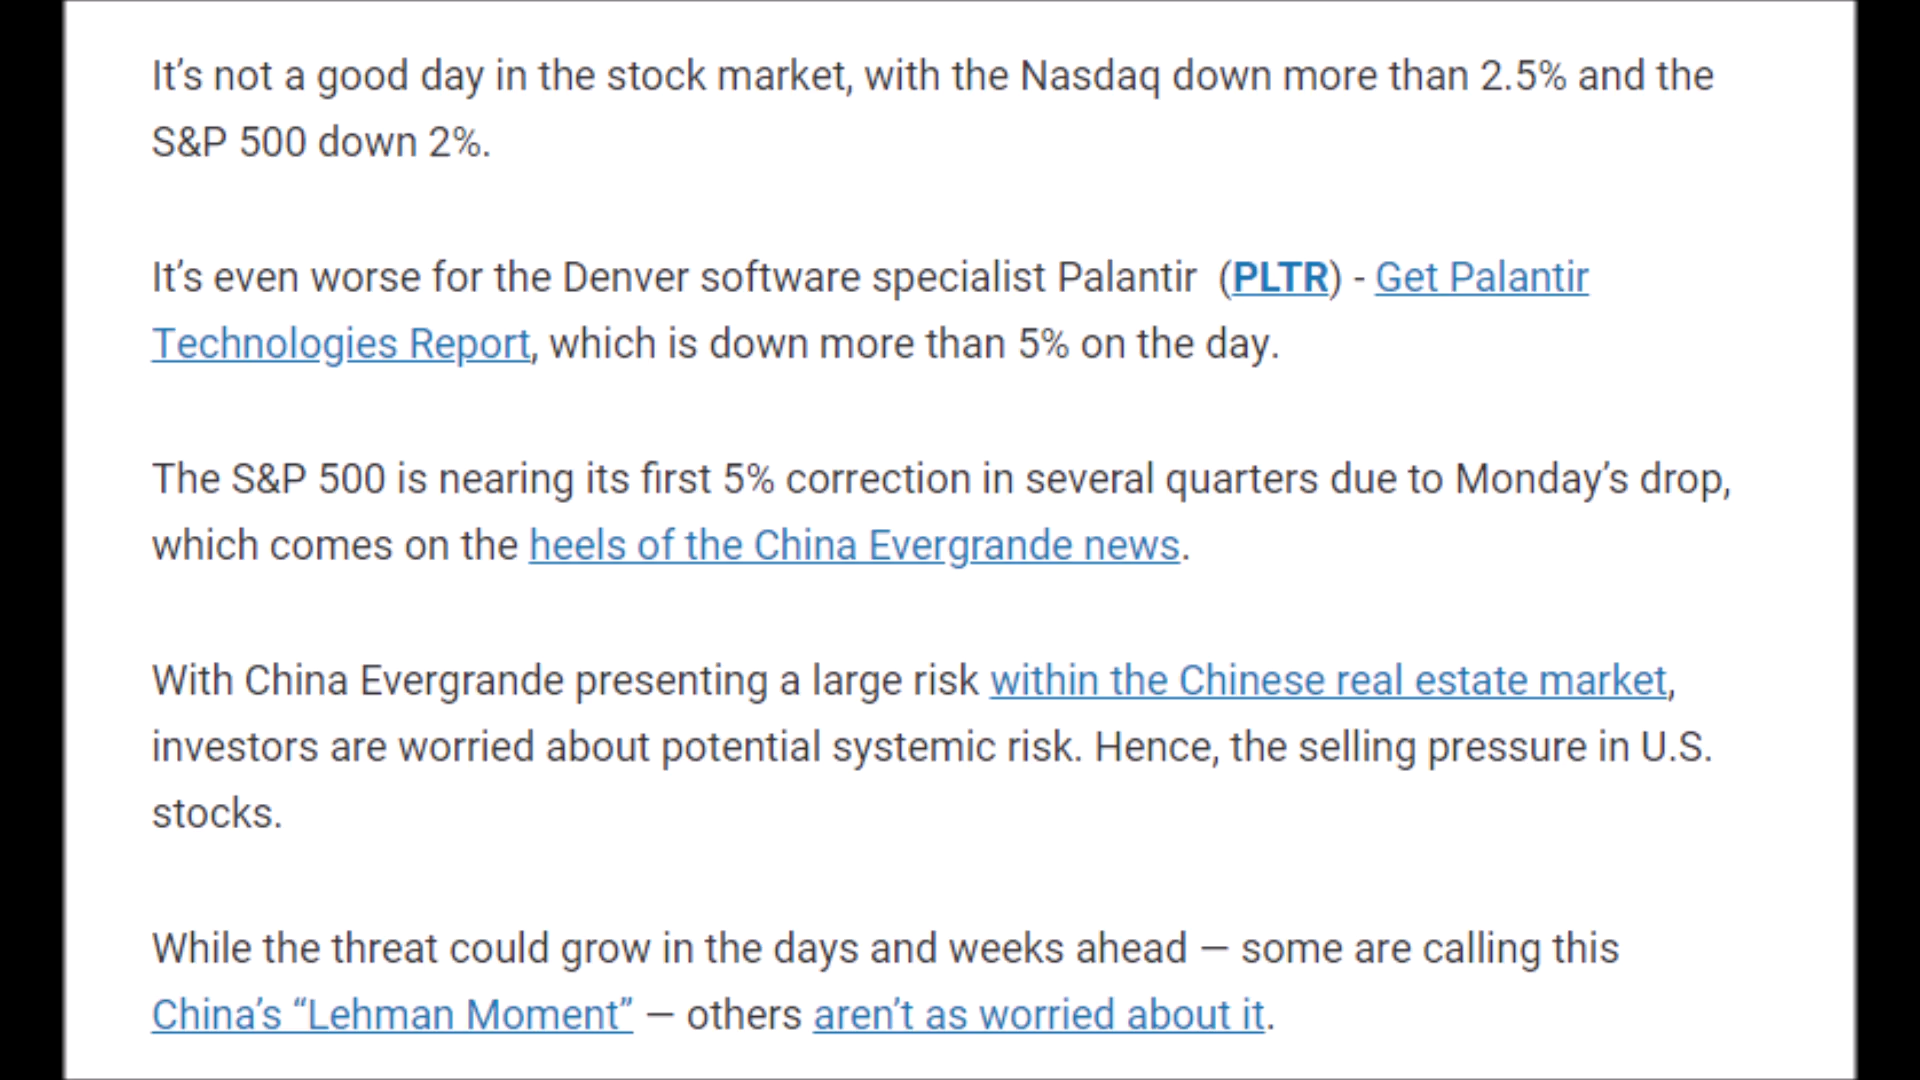 It’s not a good day in the stock market, with the Nasdaq down more than 2.5% and the
S&P 500 down 2%.
It’s even worse for the Denver software specialist Palantir (PLTR) - Get Palantir
Technologies Report, which is down more than 5% on the day.
The S&P 500 is nearing its first 5% correction in several quarters due to Monday’s drop,
which comes on the heels of the China Evergrande news.
With China Evergrande presenting a large risk within the Chinese real estate market,
investors are worried about potential systemic risk. Hence, the selling pressure in U.S.
stocks.
While the threat could grow in the days and weeks ahead — some are calling this
China’s “Lehman Moment” — others aren’t as worried about it.